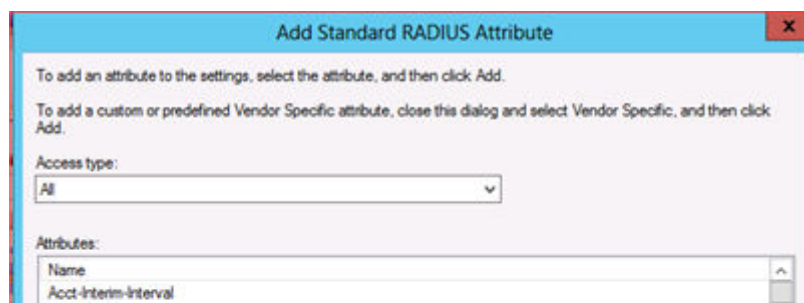 Add Standard RADIUS Attribute
x
To add an attribute to the settings, select the attribute, and then click Add.
To add a custom or predefined Vendor Specific attribute, close this dialog and select Vendor Specific, and then click
Add.
Access type:
All
Attributes:
Name
Acct-Interim-Interval